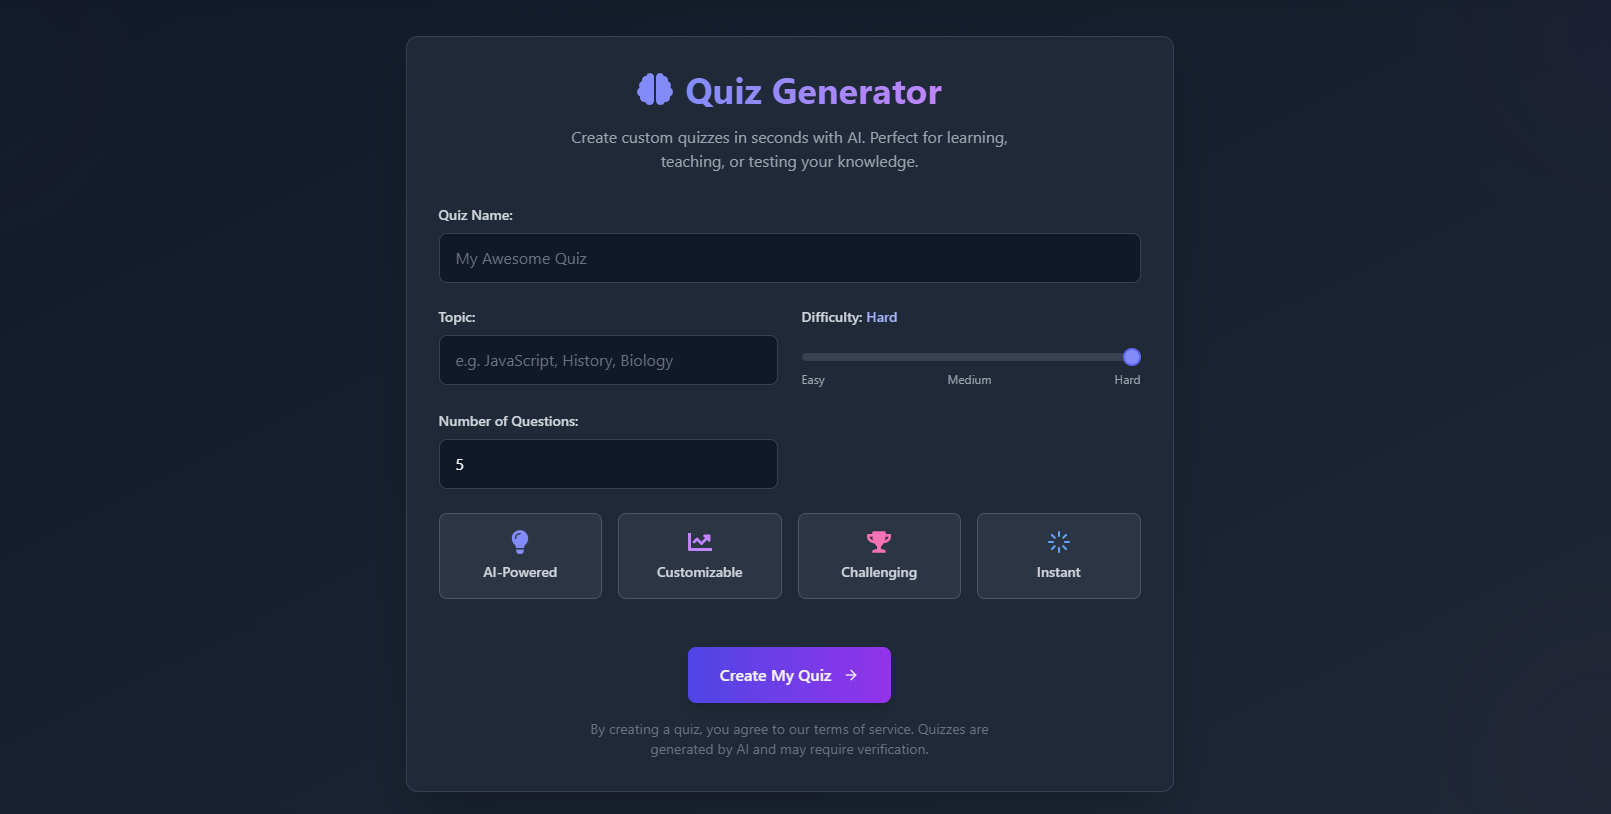 Quiz Generator
Create custom quizzes in seconds with AI. Perfect for learning,
teaching, or testing your knowledge.
Quiz Name:
My Awesome Quiz
Topic:
e.g. JavaScript, History, Biology
Difficulty: Hard
Easy Medium Hard
Number of Questions:
5
AI-Powered
Customizable
Challenging
Instant
Create My Quiz →
By creating a quiz, you agree to our terms of service. Quizzes are
generated by AI and may require verification.